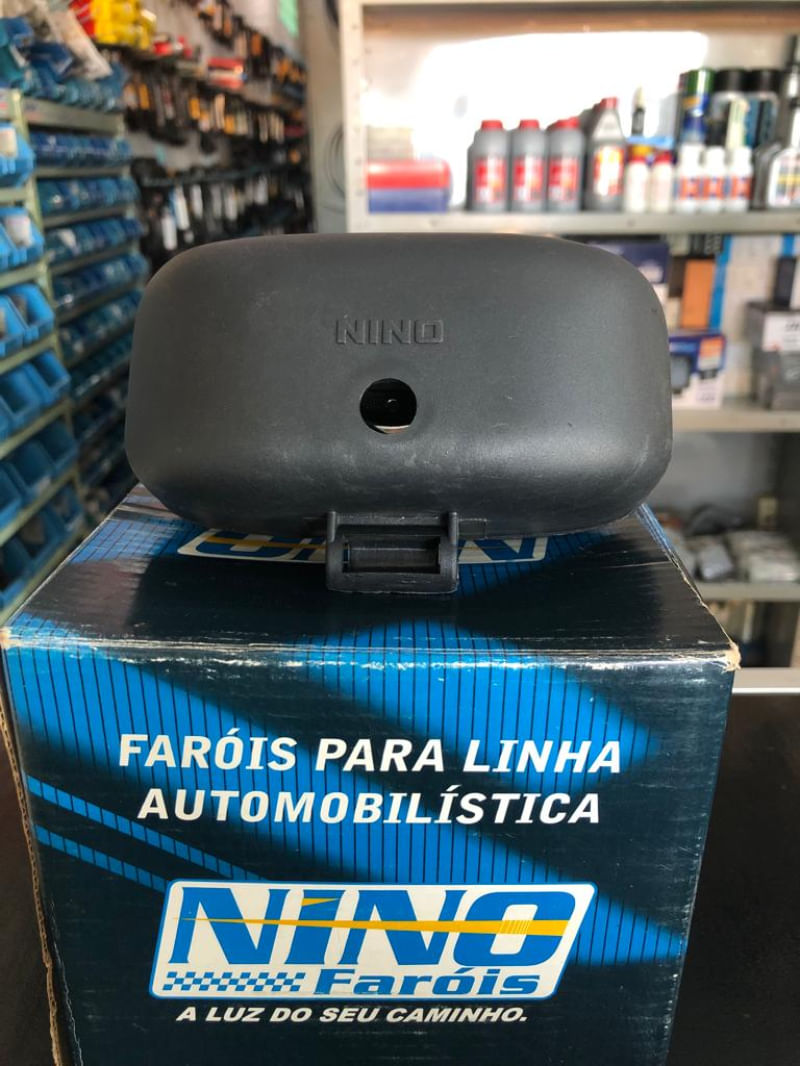 NINO
FARÓIS PARA LINHA
AUTOMOBILÍSTICA
NINO
Faróis
A LUZ DO SEU CAMINHO.